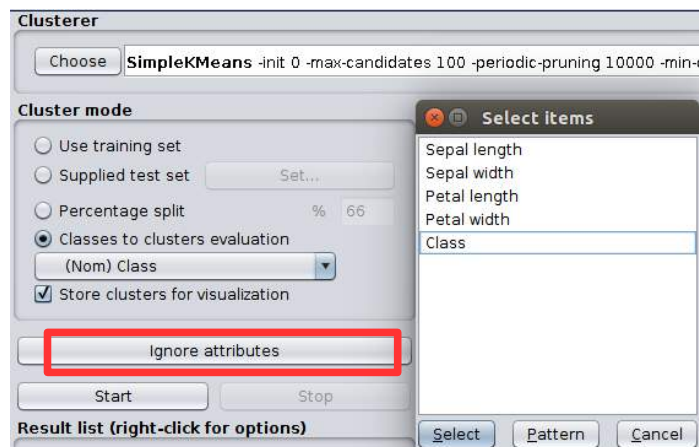 Clusterer
Choose SimpleKMeans -init 0 -max-candidates 100 -periodic-pruning 10000 -min-
Cluster mode
Use training set
Supplied test set Set...
Percentage split % 66
Classes to clusters evaluation
(Nom) Class
Store clusters for visualization
Ignore attributes
Start Stop
Result list (right-click for options)
Select items
Sepal length
Sepal width
Petal length
Petal width
Class
Select Pattern Cancel